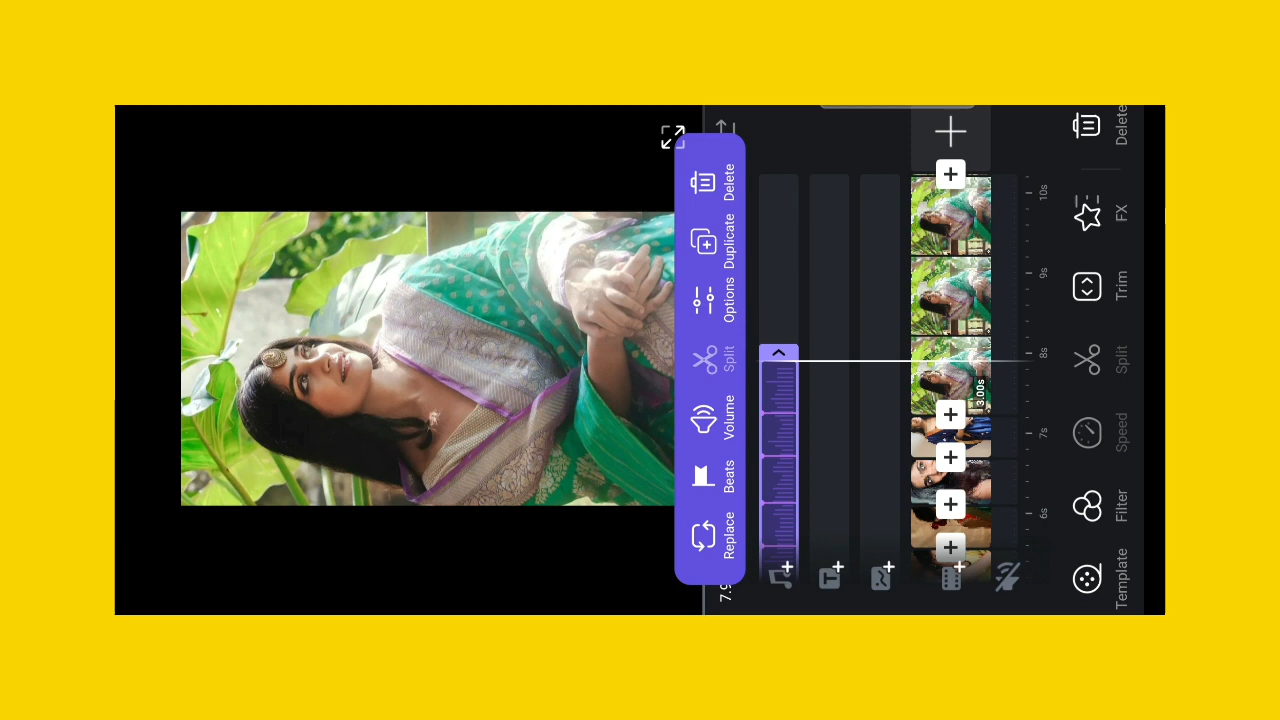 7.9
Replace
Beats
Volume
Split
Options
Duplicate
Delete
3.00s
6s
7s
8s
9s
10s
Template
Filter
Speed
Split
Trim
FX
Delete